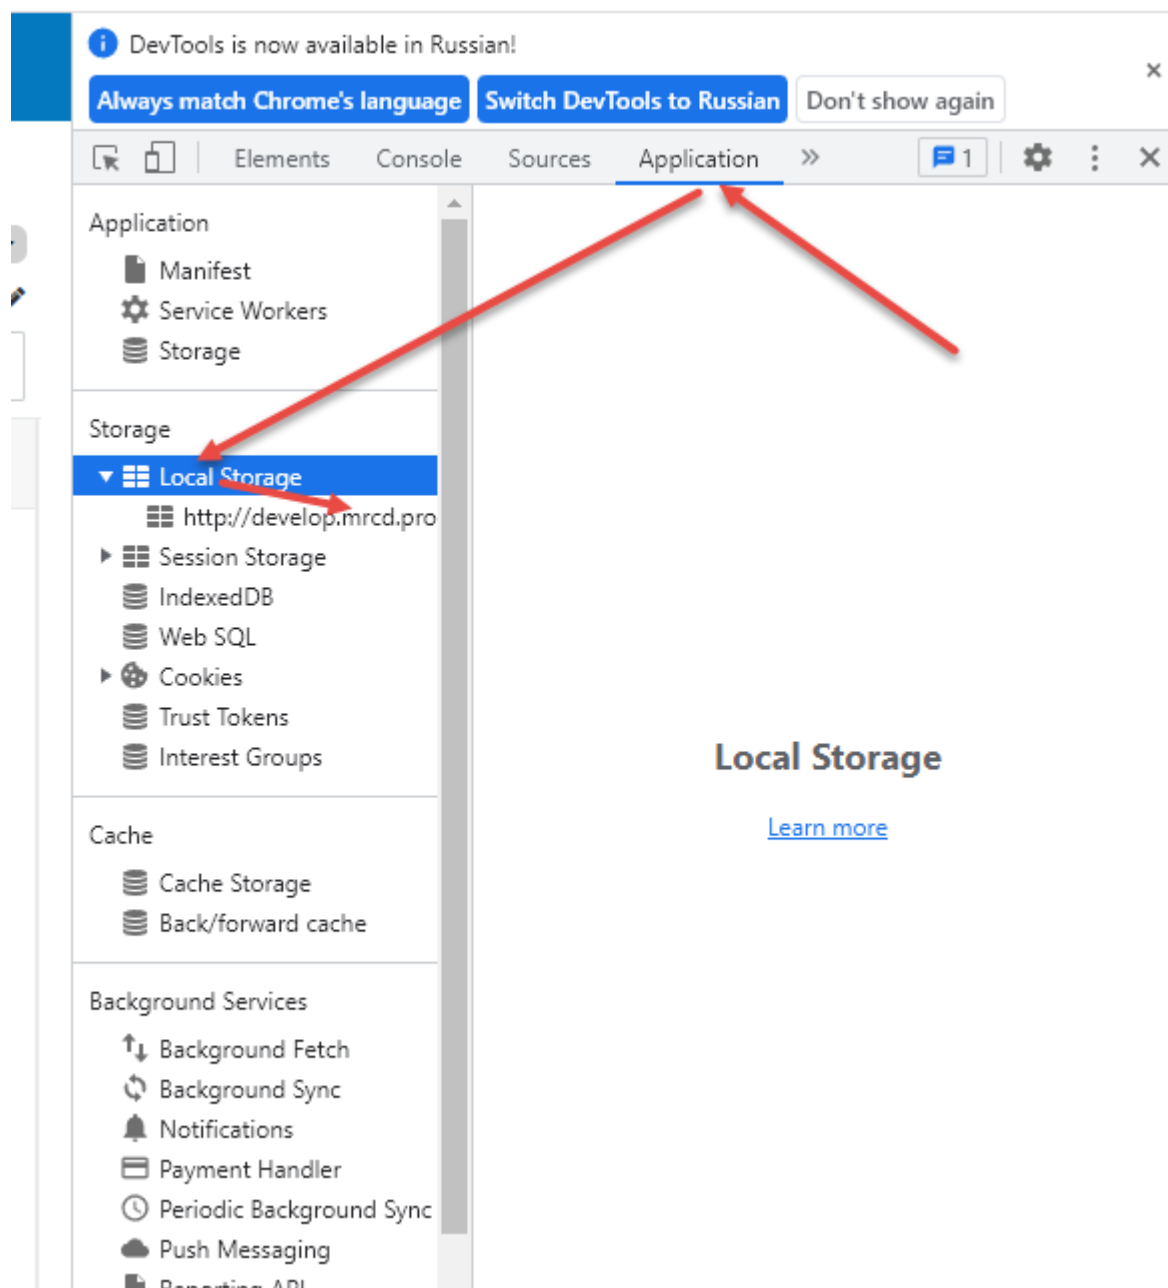 DevTools is now available in Russian!
Always match Chrome's language Switch DevTools to Russian Don't show again
Elements Console Sources Application 1
Application
Manifest
Service Workers
Storage
Storage
Local Storage
http://develop.mrcd.pro
Session Storage
IndexedDB
Web SQL
Cookies
Trust Tokens
Interest Groups
Local Storage
Learn more
Cache
Cache Storage
Back/forward cache
Background Services
Background Fetch
Background Sync
Notifications
Payment Handler
Periodic Background Sync
Push Messaging
Reporting API